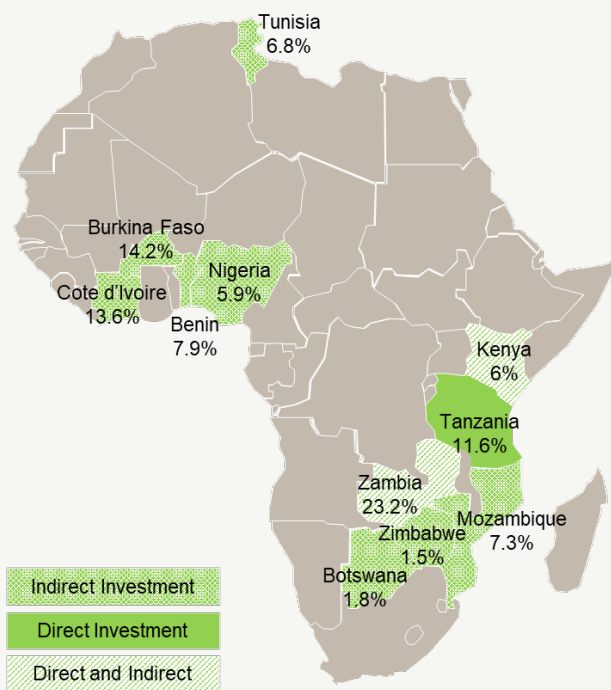 Tunisia
6.8%
Burkina Faso
14.2%
Nigeria
5.9%
Cote d'Ivoire
13.6%
Benin
7.9%
Kenya
6%
Tanzania
11.6%
Zambia
23.2%
Mozambique
7.3%
Zimbabwe
1.5%
Botswana
1.8%
Indirect Investment
Direct Investment
Direct and Indirect